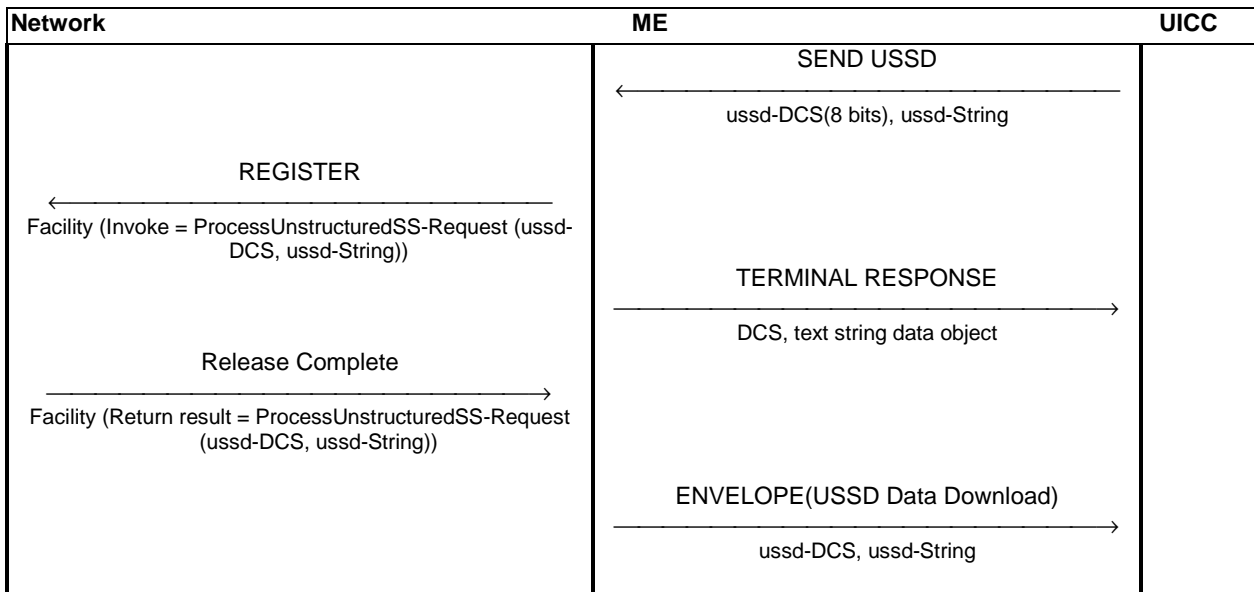 Network ME UICC
SEND USSD
ussd-DCS(8 bits), ussd-String
REGISTER
Facility (Invoke = ProcessUnstructuredSS-Request (ussd-
DCS, ussd-String))
TERMINAL RESPONSE
DCS, text string data object
Release Complete
Facility (Return result = ProcessUnstructuredSS-Request
(ussd-DCS, ussd-String))
ENVELOPE(USSD Data Download)
ussd-DCS, ussd-String